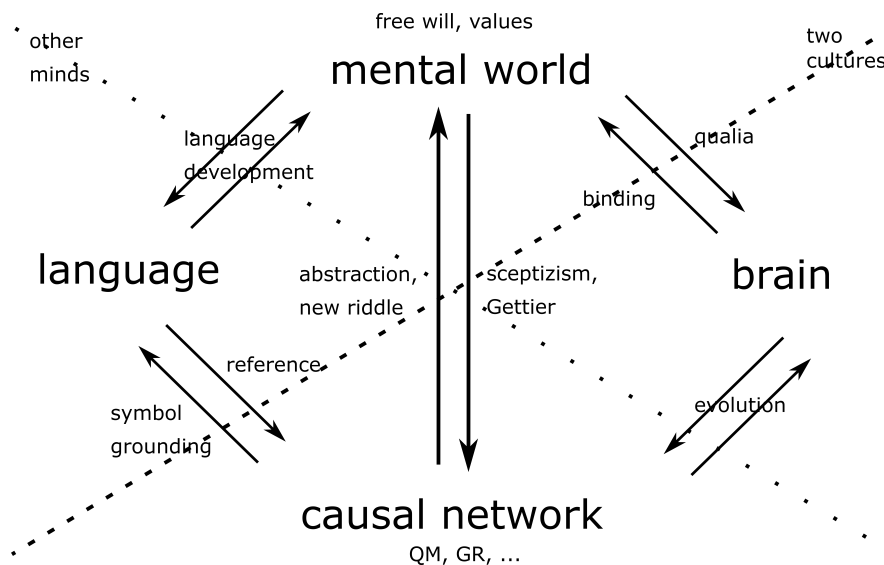 free will, values
other
minds
two
cultures
mental world
language
development
qualia
binding
language
abstraction,
new riddle
sceptizism,
Gettier
brain
reference
symbol
grounding
evolution
causal network
QM, GR, ...